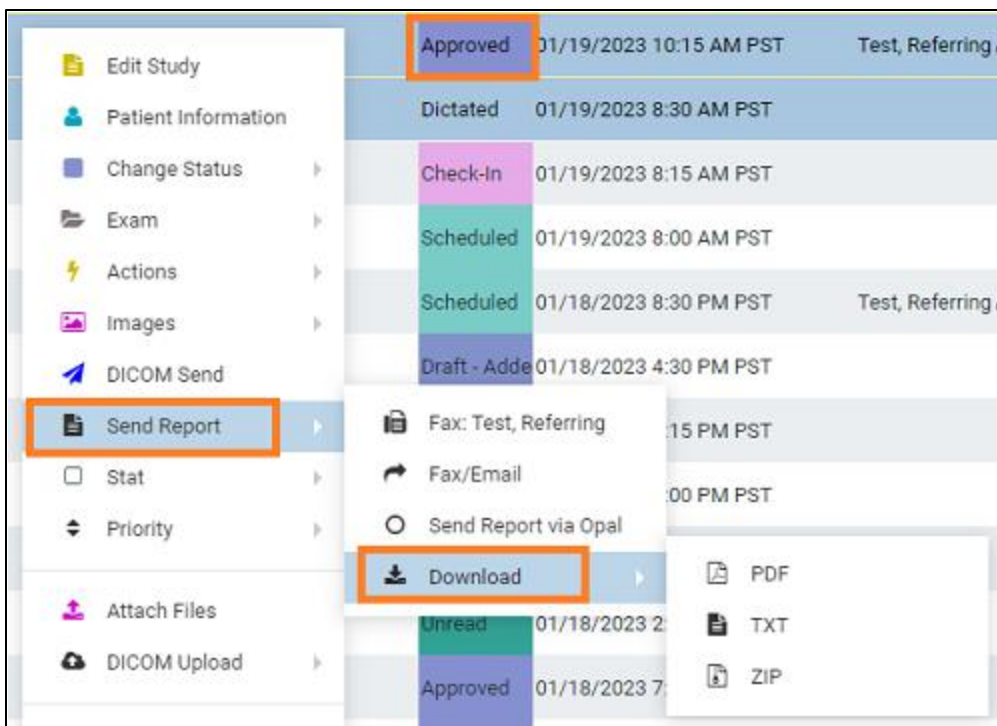 Edit Study
Patient Information
Change Status
Exam
Actions
Images
DICOM Send
Send Report
Stat
Priority
Attach Files
DICOM Upload
Fax: Test, Referring
Fax/Email
Send Report via Opal
Download
PDF
TXT
ZIP
Approved 01/19/2023 10:15 AM PST Test, Referring
Dictated 01/19/2023 8:30 AM PST
Check-In 01/19/2023 8:15 AM PST
Scheduled 01/19/2023 8:00 AM PST
Scheduled 01/18/2023 8:30 PM PST Test, Referring
Draft - Adde 01/18/2023 4:30 PM PST
:15 PM PST
:00 PM PST
Unread 01/18/2023 2:
Approved 01/18/2023 7: